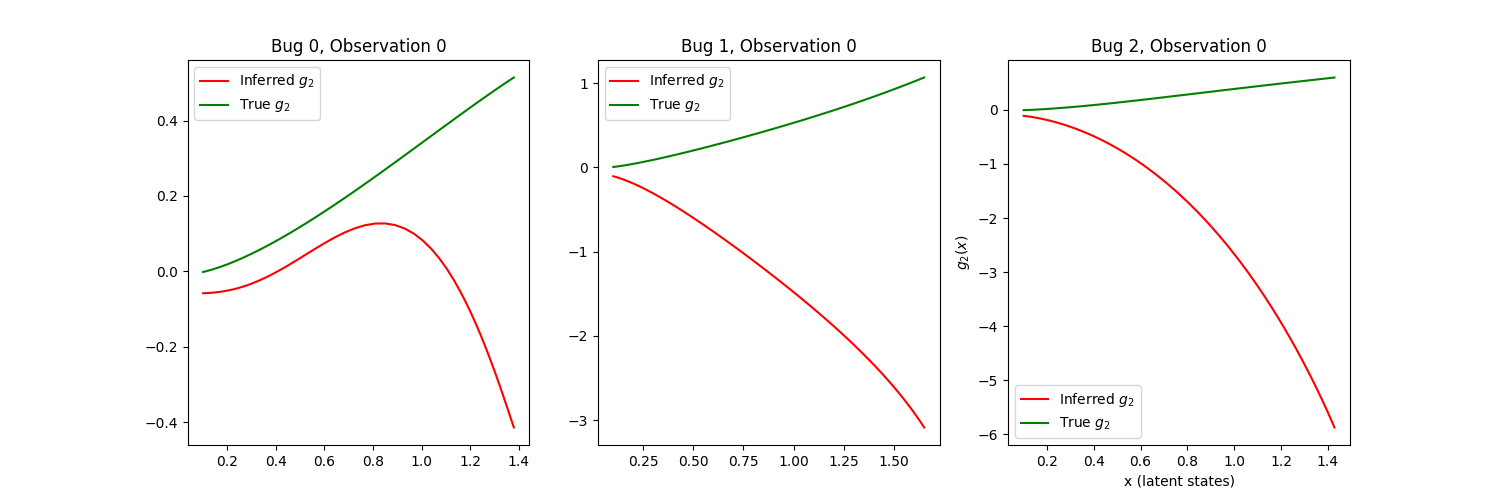 Bug 0, Observation 0
Inferred g₂
True g₂
0.4
0.2
0.0
−0.2
−0.4
0.2 0.4 0.6 0.8 1.0 1.2 1.4
Bug 1, Observation 0
Inferred g₂
True g₂
1
0
−1
−2
−3
0.25 0.50 0.75 1.00 1.25 1.50
Bug 2, Observation 0
0
−1
−2
−3
−4
−5
−6
g₂(x)
Inferred g₂
True g₂
0.2 0.4 0.6 0.8 1.0 1.2 1.4
x (latent states)